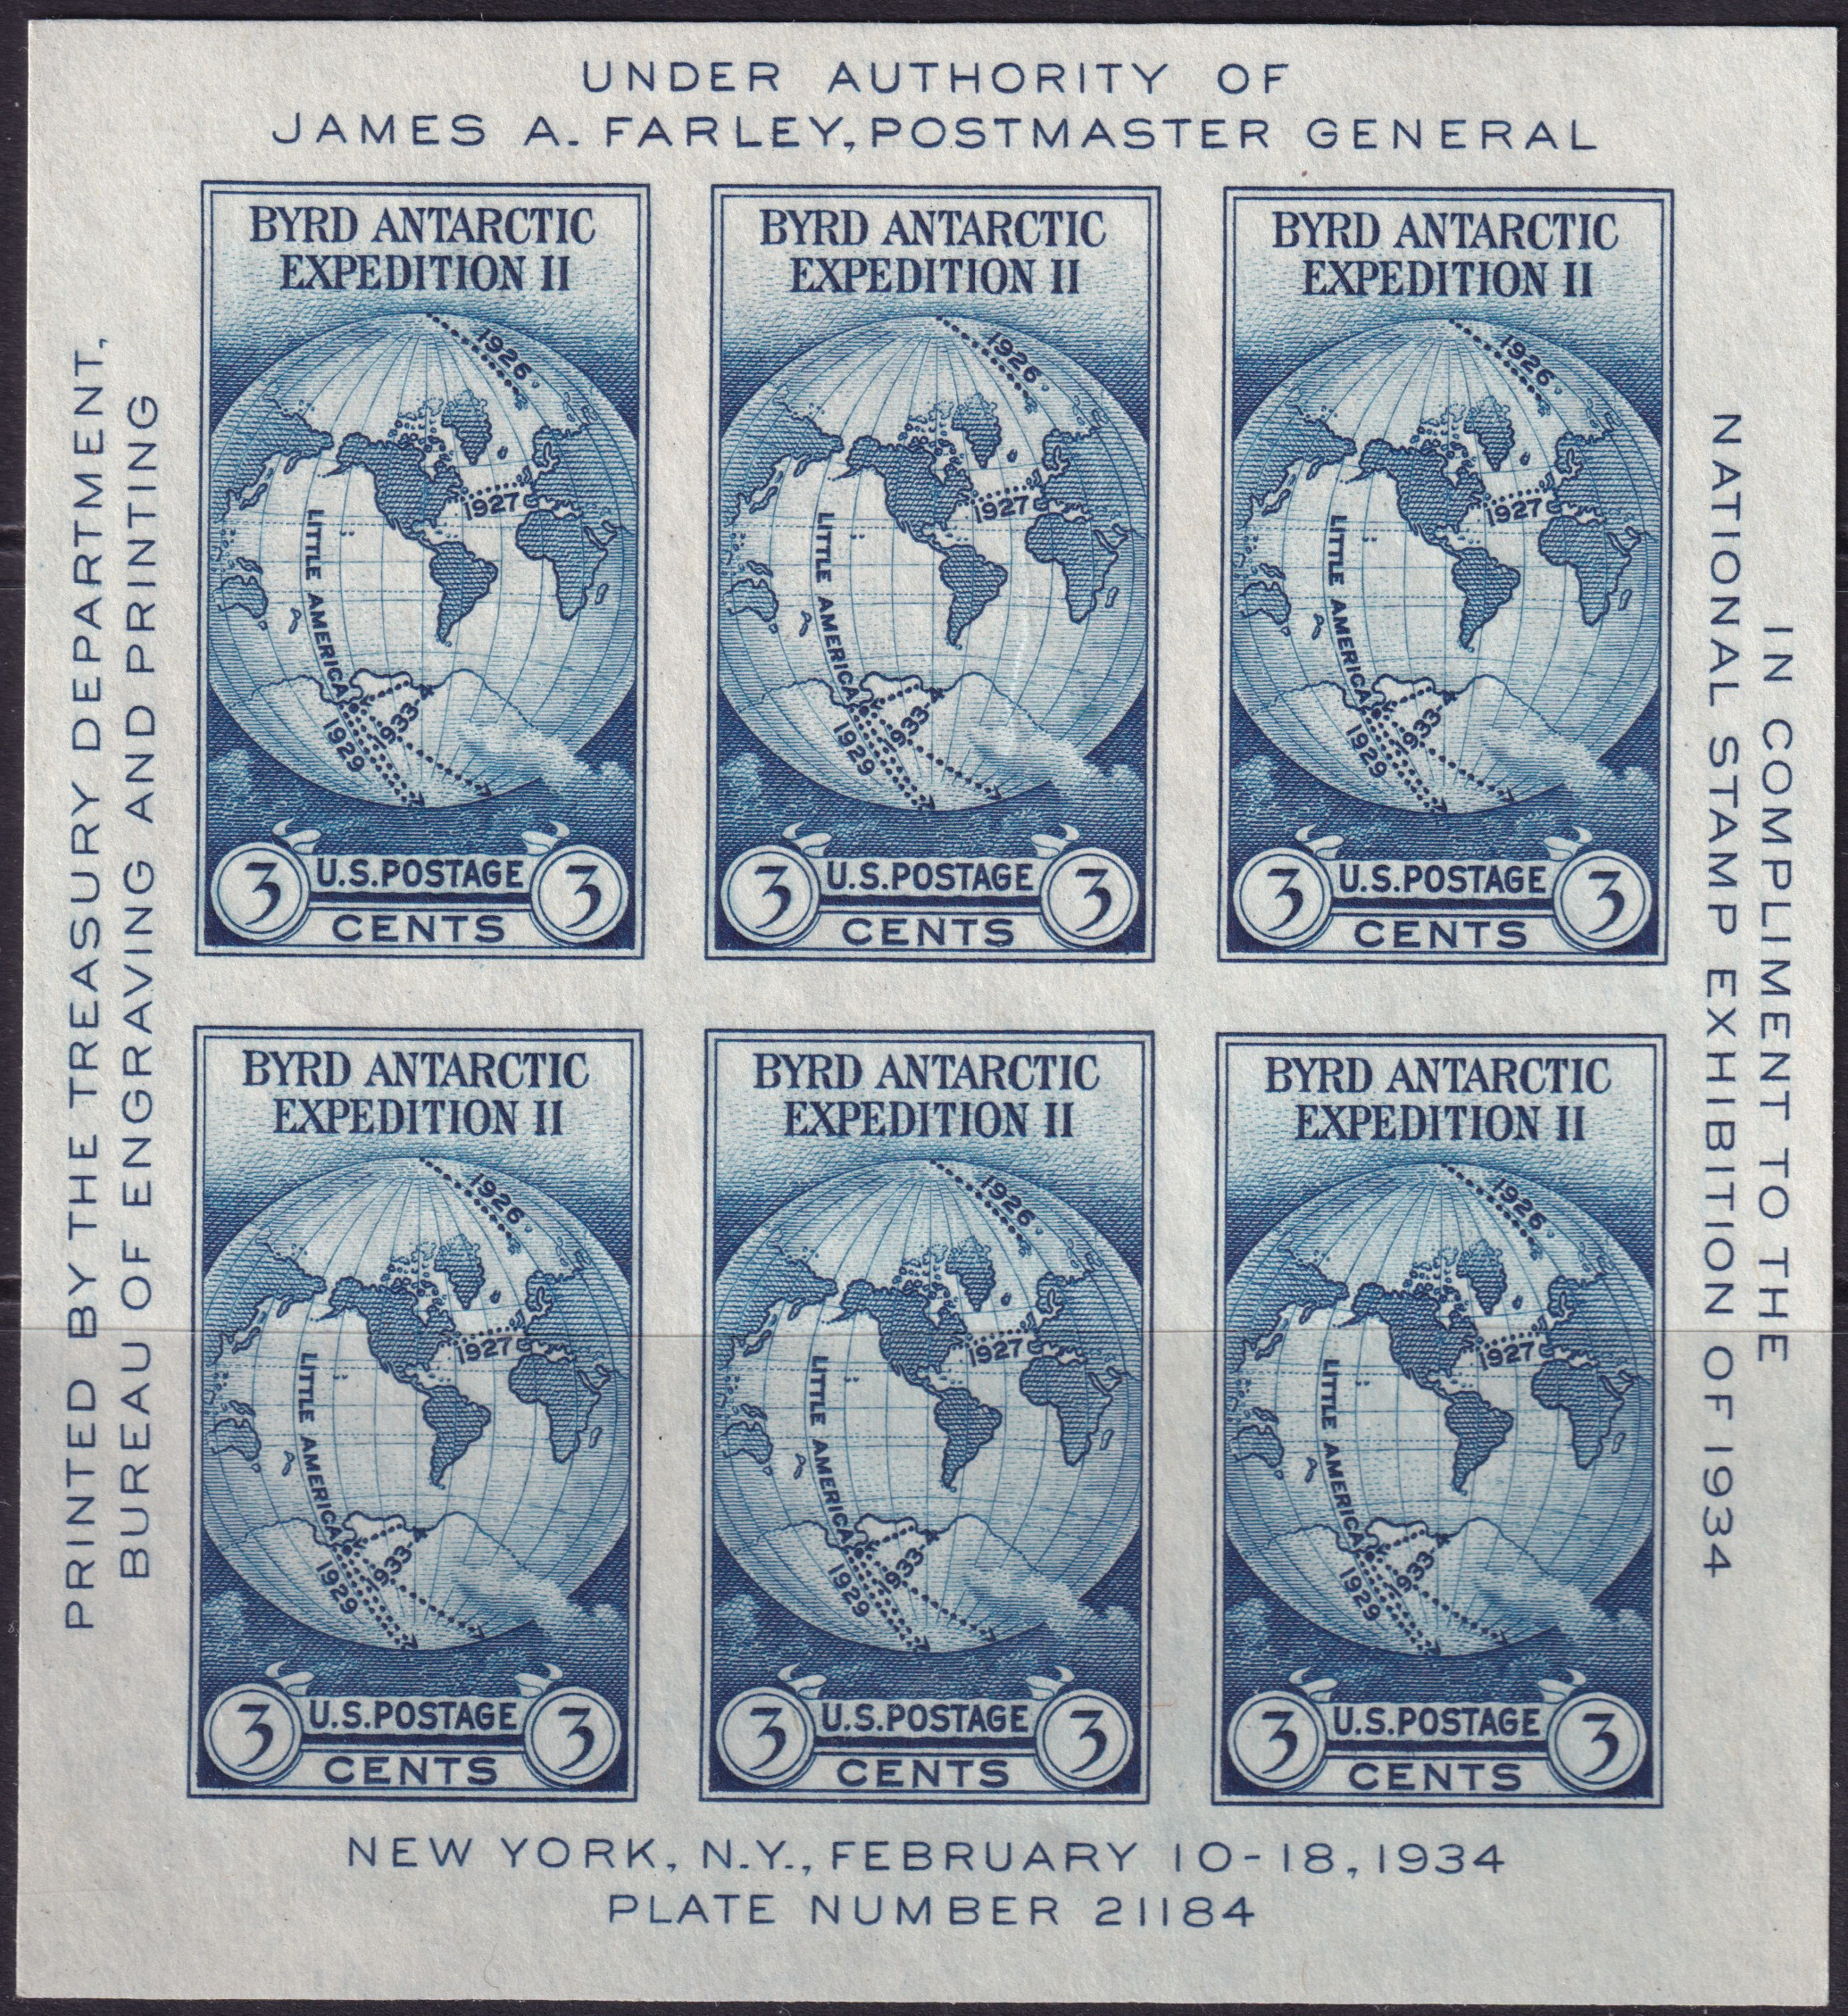 UNDER AUTHORITY OF
JAMES A. FARLEY, POSTMASTER GENERAL
PRINTED BY THE TREASURY DEPARTMENT,
BUREAU OF ENGRAVING AND PRINTING
BYRD ANTARCTIC
EXPEDITION II
1926
1927
LITTLE AMERICA
1933
1929
3
U.S.POSTAGE
3
CENTS
BYRD ANTARCTIC
EXPEDITION II
1926
1927
LITTLE AMERICA
1933
1929
3
U.S.POSTAGE
3
CENTS
BYRD ANTARCTIC
EXPEDITION II
1926
1927
LITTLE AMERICA
1933
1929
3
U.S.POSTAGE
3
CENTS
BYRD ANTARCTIC
EXPEDITION II
1926
1927
LITTLE AMERICA
1933
1929
3
U.S.POSTAGE
3
CENTS
BYRD ANTARCTIC
EXPEDITION II
1926
1927
LITTLE AMERICA
1933
1929
3
U.S.POSTAGE
3
CENTS
BYRD ANTARCTIC
EXPEDITION II
1926
1927
LITTLE AMERICA
1933
1929
3
U.S.POSTAGE
3
CENTS
IN COMPLIMENT TO THE
NATIONAL STAMP EXHIBITION OF 1934
NEW YORK, N.Y., FEBRUARY 10-18, 1934
PLATE NUMBER 21184